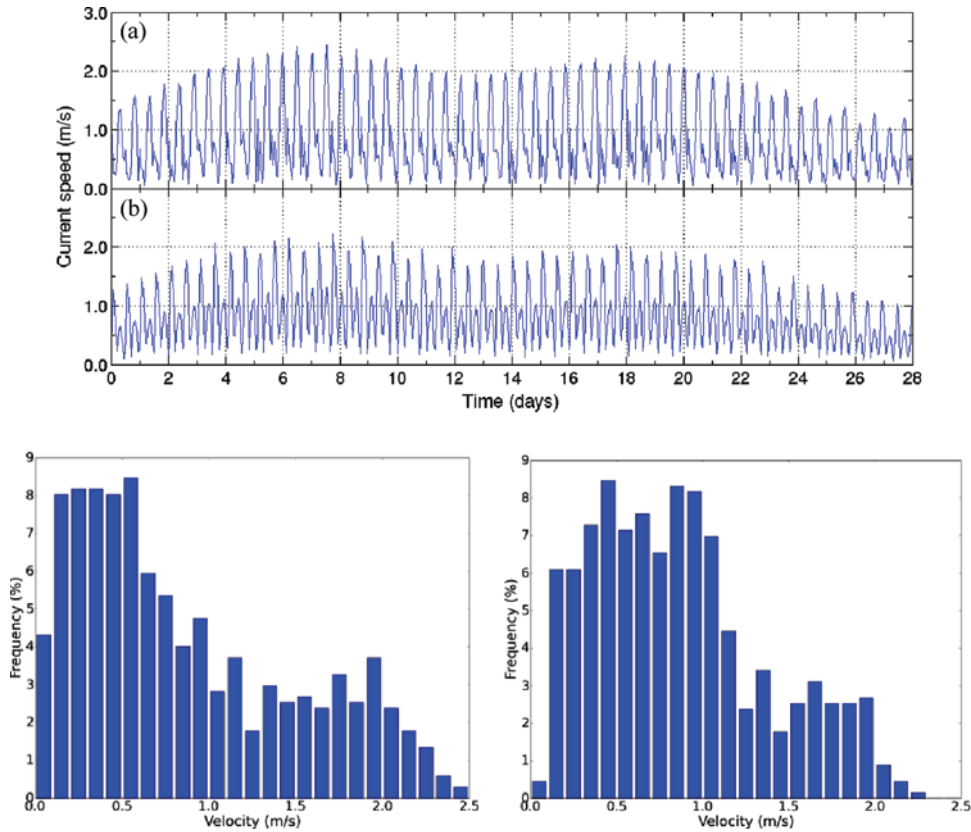 (a)
3.0
2.0
1.0
0.0
(b)
2.0
1.0
0.0
Current speed (m/s)
0 2 4 6 8 10 12 14 16 18 20 22 24 26 28
Time (days)
9
8
7
6
5
4
3
2
1
0
Frequency (%)
0.0 0.5 1.0 1.5 2.0 2.5
Velocity (m/s)
9
8
7
6
5
4
3
2
1
0
Frequency (%)
0.0 0.5 1.0 1.5 2.0 2.5
Velocity (m/s)